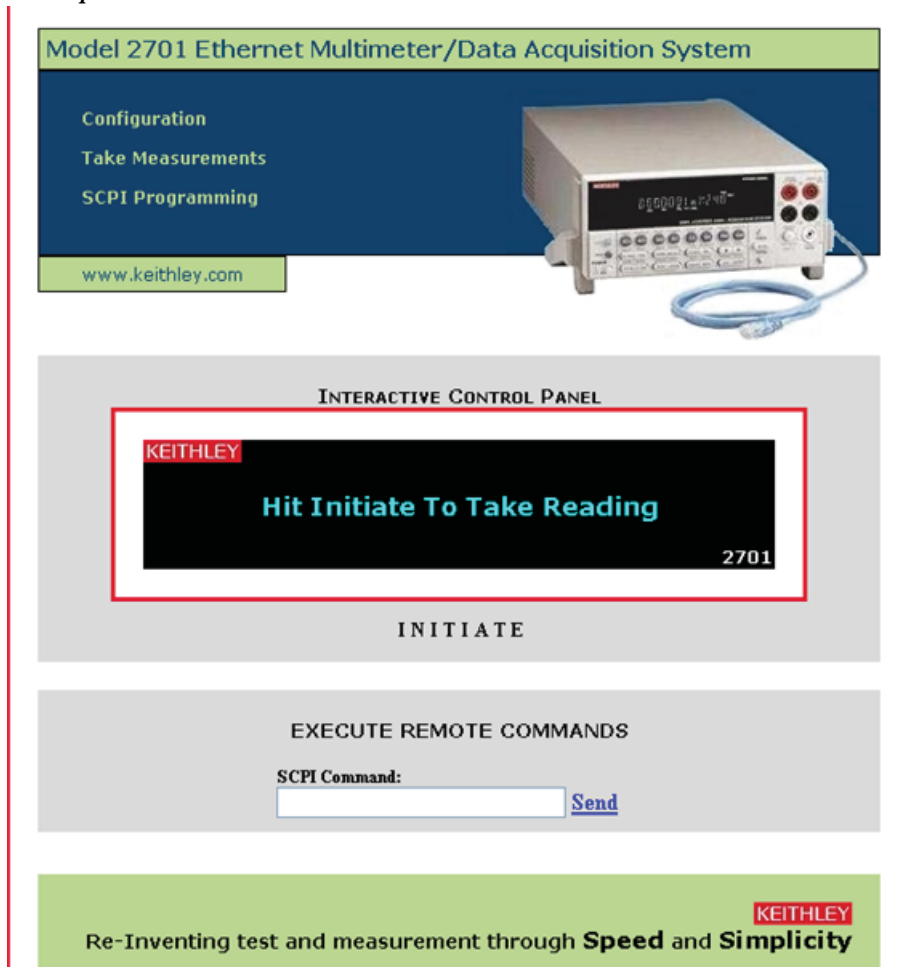 Model 2701 Ethernet Multimeter/Data Acquisition System
Configuration
Take Measurements
SCPI Programming
www.keithley.com
INTERACTIVE CONTROL PANEL
KEITHLEY
Hit Initiate To Take Reading
2701
INITIATE
EXECUTE REMOTE COMMANDS
SCPI Command:
Send
KEITHLEY
Re-Inventing test and measurement through Speed and Simplicity